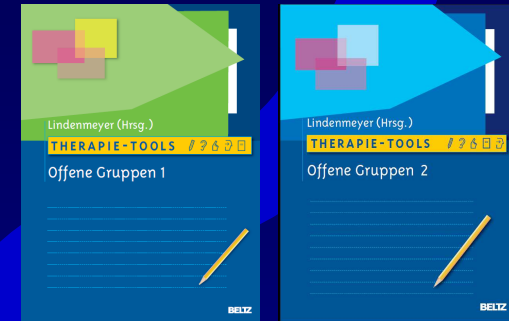 Lindenmeyer (Hrsg.)
THERAPIE-TOOLS
Offene Gruppen 1
BELTZ
Lindenmeyer (Hrsg.)
THERAPIE-TOOLS
Offene Gruppen 2
BELTZ